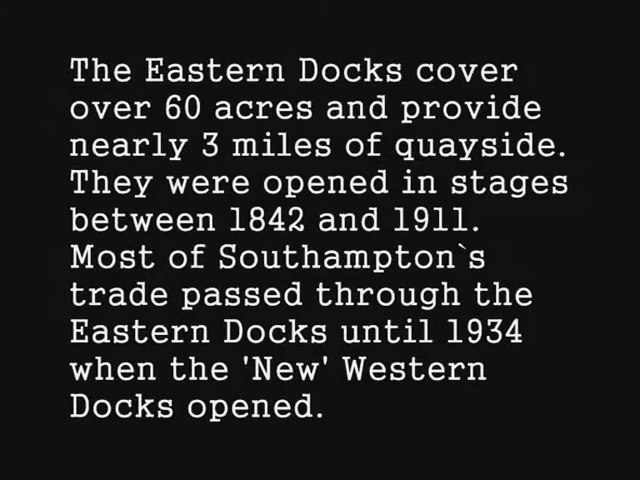 The Eastern Docks cover
over 60 acres and provide
nearly 3 miles of quayside.
They were opened in stages
between 1842 and 1911.
Most of Southampton`s
trade passed through the
Eastern Docks until 1934
when the 'New' Western
Docks opened.